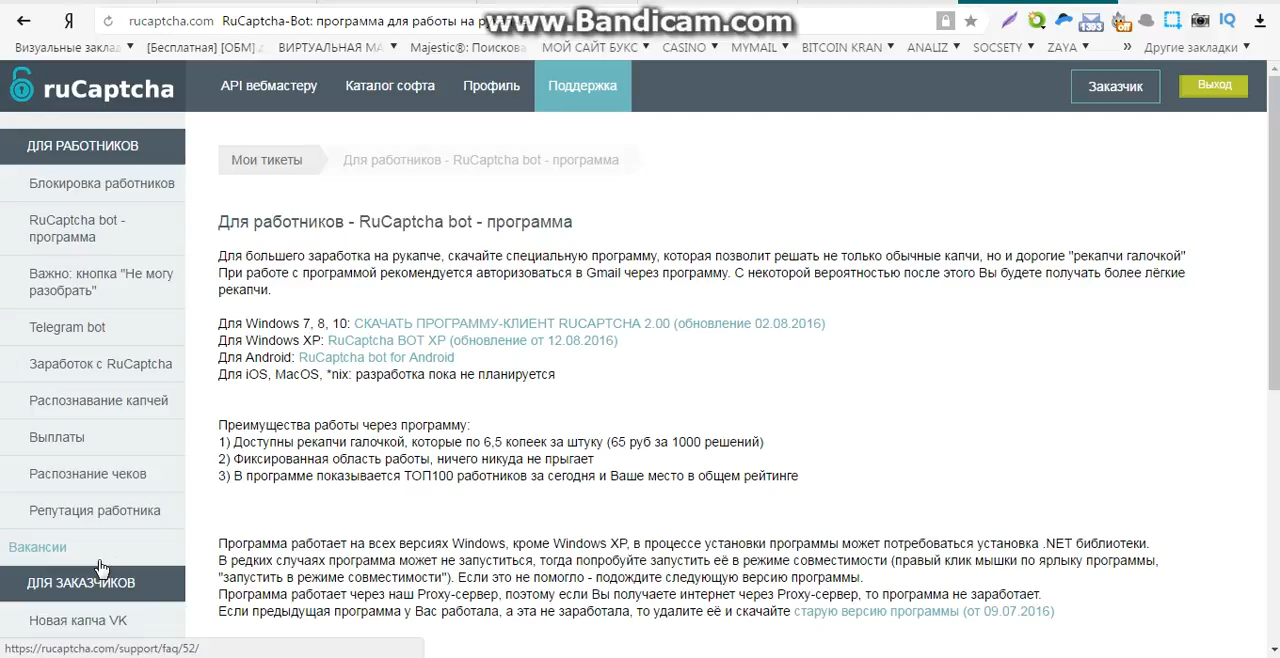 Я rucaptcha.com RuCaptcha-Bot: программа для работы на р
www.Bandicam.com
1393 off IQ
Визуальные заклад [Бесплатная] [ОБМ] ВИРТУАЛЬНАЯ МА Majestic®: Поискова МОЙ САЙТ БУКС CASINO MYMAIL BITCOIN KRAN ANALIZ SOCSETY ZAYA » Другие закладки
ruCaptcha
API вебмастеру Каталог софта Профиль Поддержка Заказчик Выход
ДЛЯ РАБОТНИКОВ
Блокировка работников
RuCaptcha bot -
программа
Важно: кнопка "Не могу
разобрать"
Telegram bot
Заработок с RuCaptcha
Распознавание капчей
Выплаты
Распознание чеков
Репутация работника
Вакансии
ДЛЯ ЗАКАЗЧИКОВ
Новая капча VK
https://rucaptcha.com/support/faq/52/
Мои тикеты Для работников - RuCaptcha bot - программа
Для работников - RuCaptcha bot - программа
Для большего заработка на рукапче, скачайте специальную программу, которая позволит решать не только обычные капчи, но и дорогие "рекапчи галочкой"
При работе с программой рекомендуется авторизоваться в Gmail через программу. С некоторой вероятностью после этого Вы будете получать более лёгкие
рекапчи.
Для Windows 7, 8, 10: СКАЧАТЬ ПРОГРАММУ-КЛИЕНТ RUCAPTCHA 2.00 (обновление 02.08.2016)
Для Windows XP: RuCaptcha BOT XP (обновление от 12.08.2016)
Для Android: RuCaptcha bot for Android
Для iOS, MacOS, *nix: разработка пока не планируется
Преимущества работы через программу:
1) Доступны рекапчи галочкой, которые по 6,5 копеек за штуку (65 руб за 1000 решений)
2) Фиксированная область работы, ничего никуда не прыгает
3) В программе показывается ТОП100 работников за сегодня и Ваше место в общем рейтинге
Программа работает на всех версиях Windows, кроме Windows XP, в процессе установки программы может потребоваться установка .NET библиотеки.
В редких случаях программа может не запуститься, тогда попробуйте запустить её в режиме совместимости (правый клик мышки по ярлыку программы,
"запустить в режиме совместимости"). Если это не помогло - подождите следующую версию программы.
Программа работает через наш Proxy-сервер, поэтому если Вы получаете интернет через Proxy-сервер, то программа не заработает.
Если предыдущая программа у Вас работала, а эта не заработала, то удалите её и скачайте старую версию программы (от 09.07.2016)